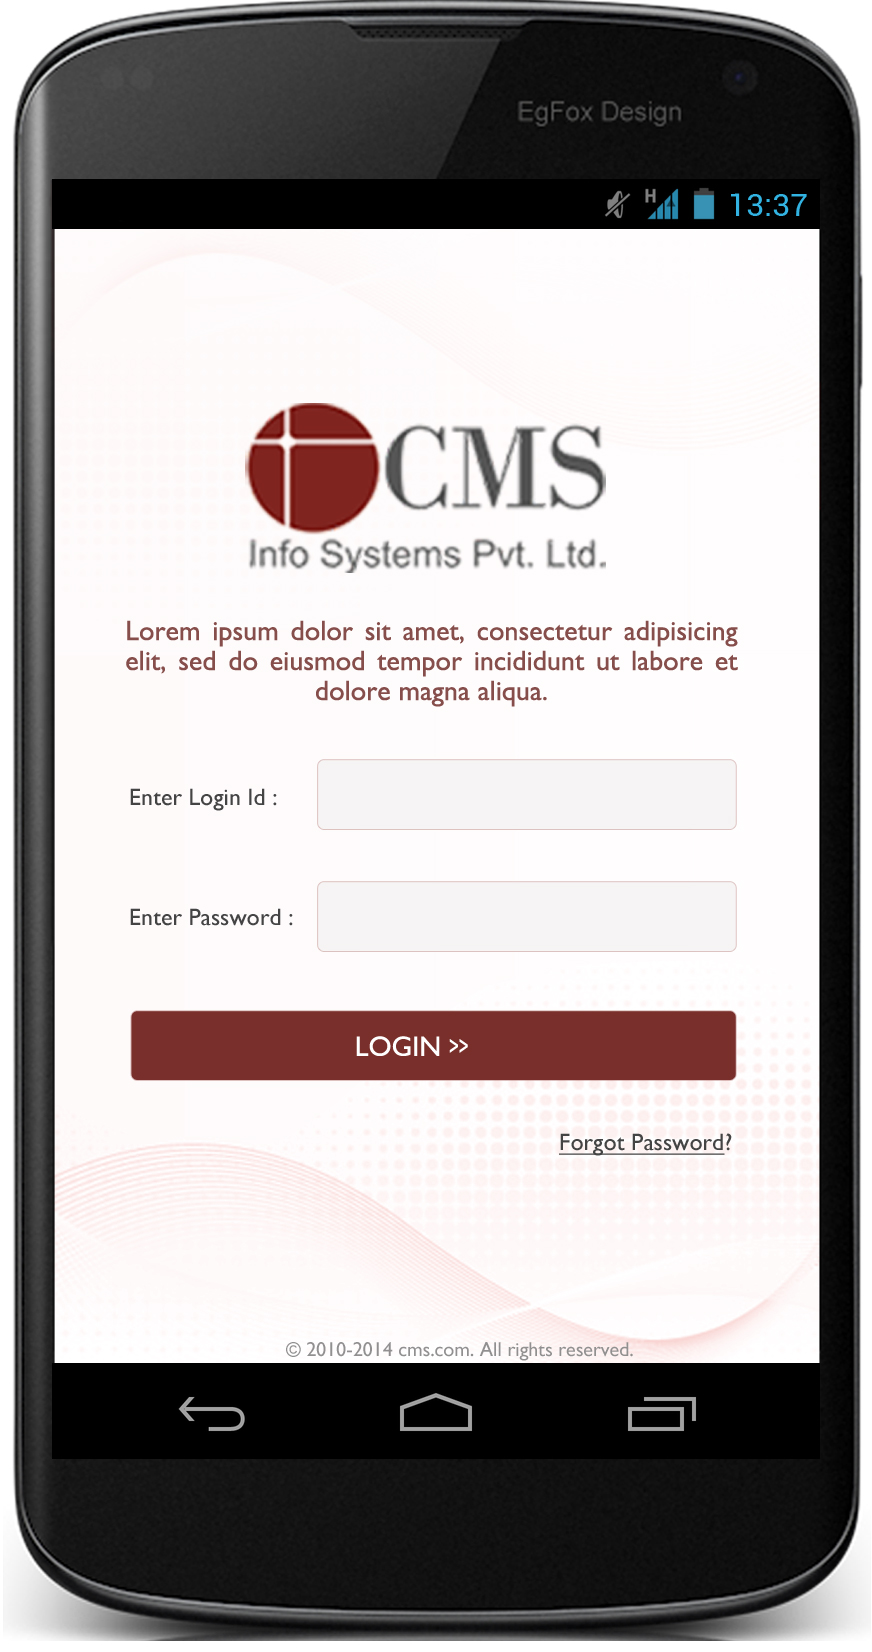 EgFox Design
H 13:37
CMS
Info Systems Pvt. Ltd.
Lorem ipsum dolor sit amet, consectetur adipisicing
elit, sed do eiusmod tempor incididunt ut labore et
dolore magna aliqua.
Enter Login Id :
Enter Password :
LOGIN >>
Forgot Password?
© 2010-2014 cms.com. All rights reserved.